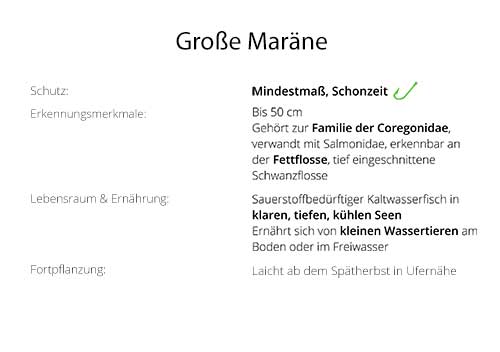 Große Maräne
Schutz:
Mindestmaß, Schonzeit
Erkennungsmerkmale:
Bis 50 cm
Gehört zur Familie der Coregonidae,
verwandt mit Salmonidae, erkennbar an
der Fettflosse, tief eingeschnittene
Schwanzflosse
Lebensraum & Ernährung:
Sauerstoffbedürftiger Kaltwasserfisch in
klaren, tiefen, kühlen Seen
Ernährt sich von kleinen Wassertieren am
Boden oder im Freiwasser
Fortpflanzung:
Laicht ab dem Spätherbst in Ufernähe